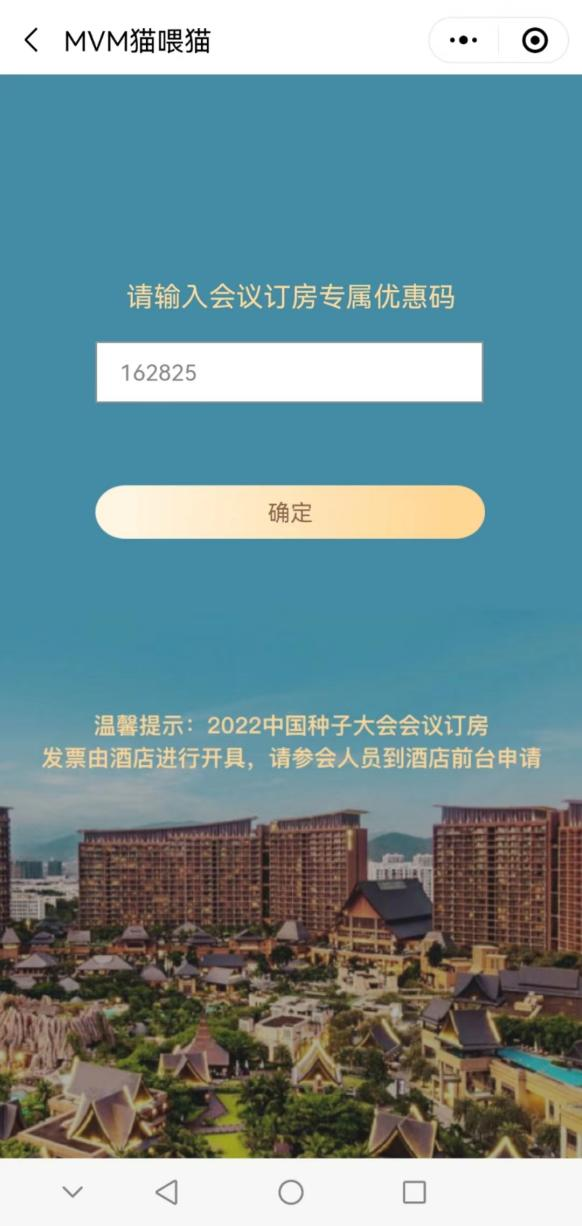 MVM猫喂猫
请输入会议订房专属优惠码
162825
确定
温馨提示：2022中国种子大会会议订房
发票由酒店进行开具，请参会人员到酒店前台申请